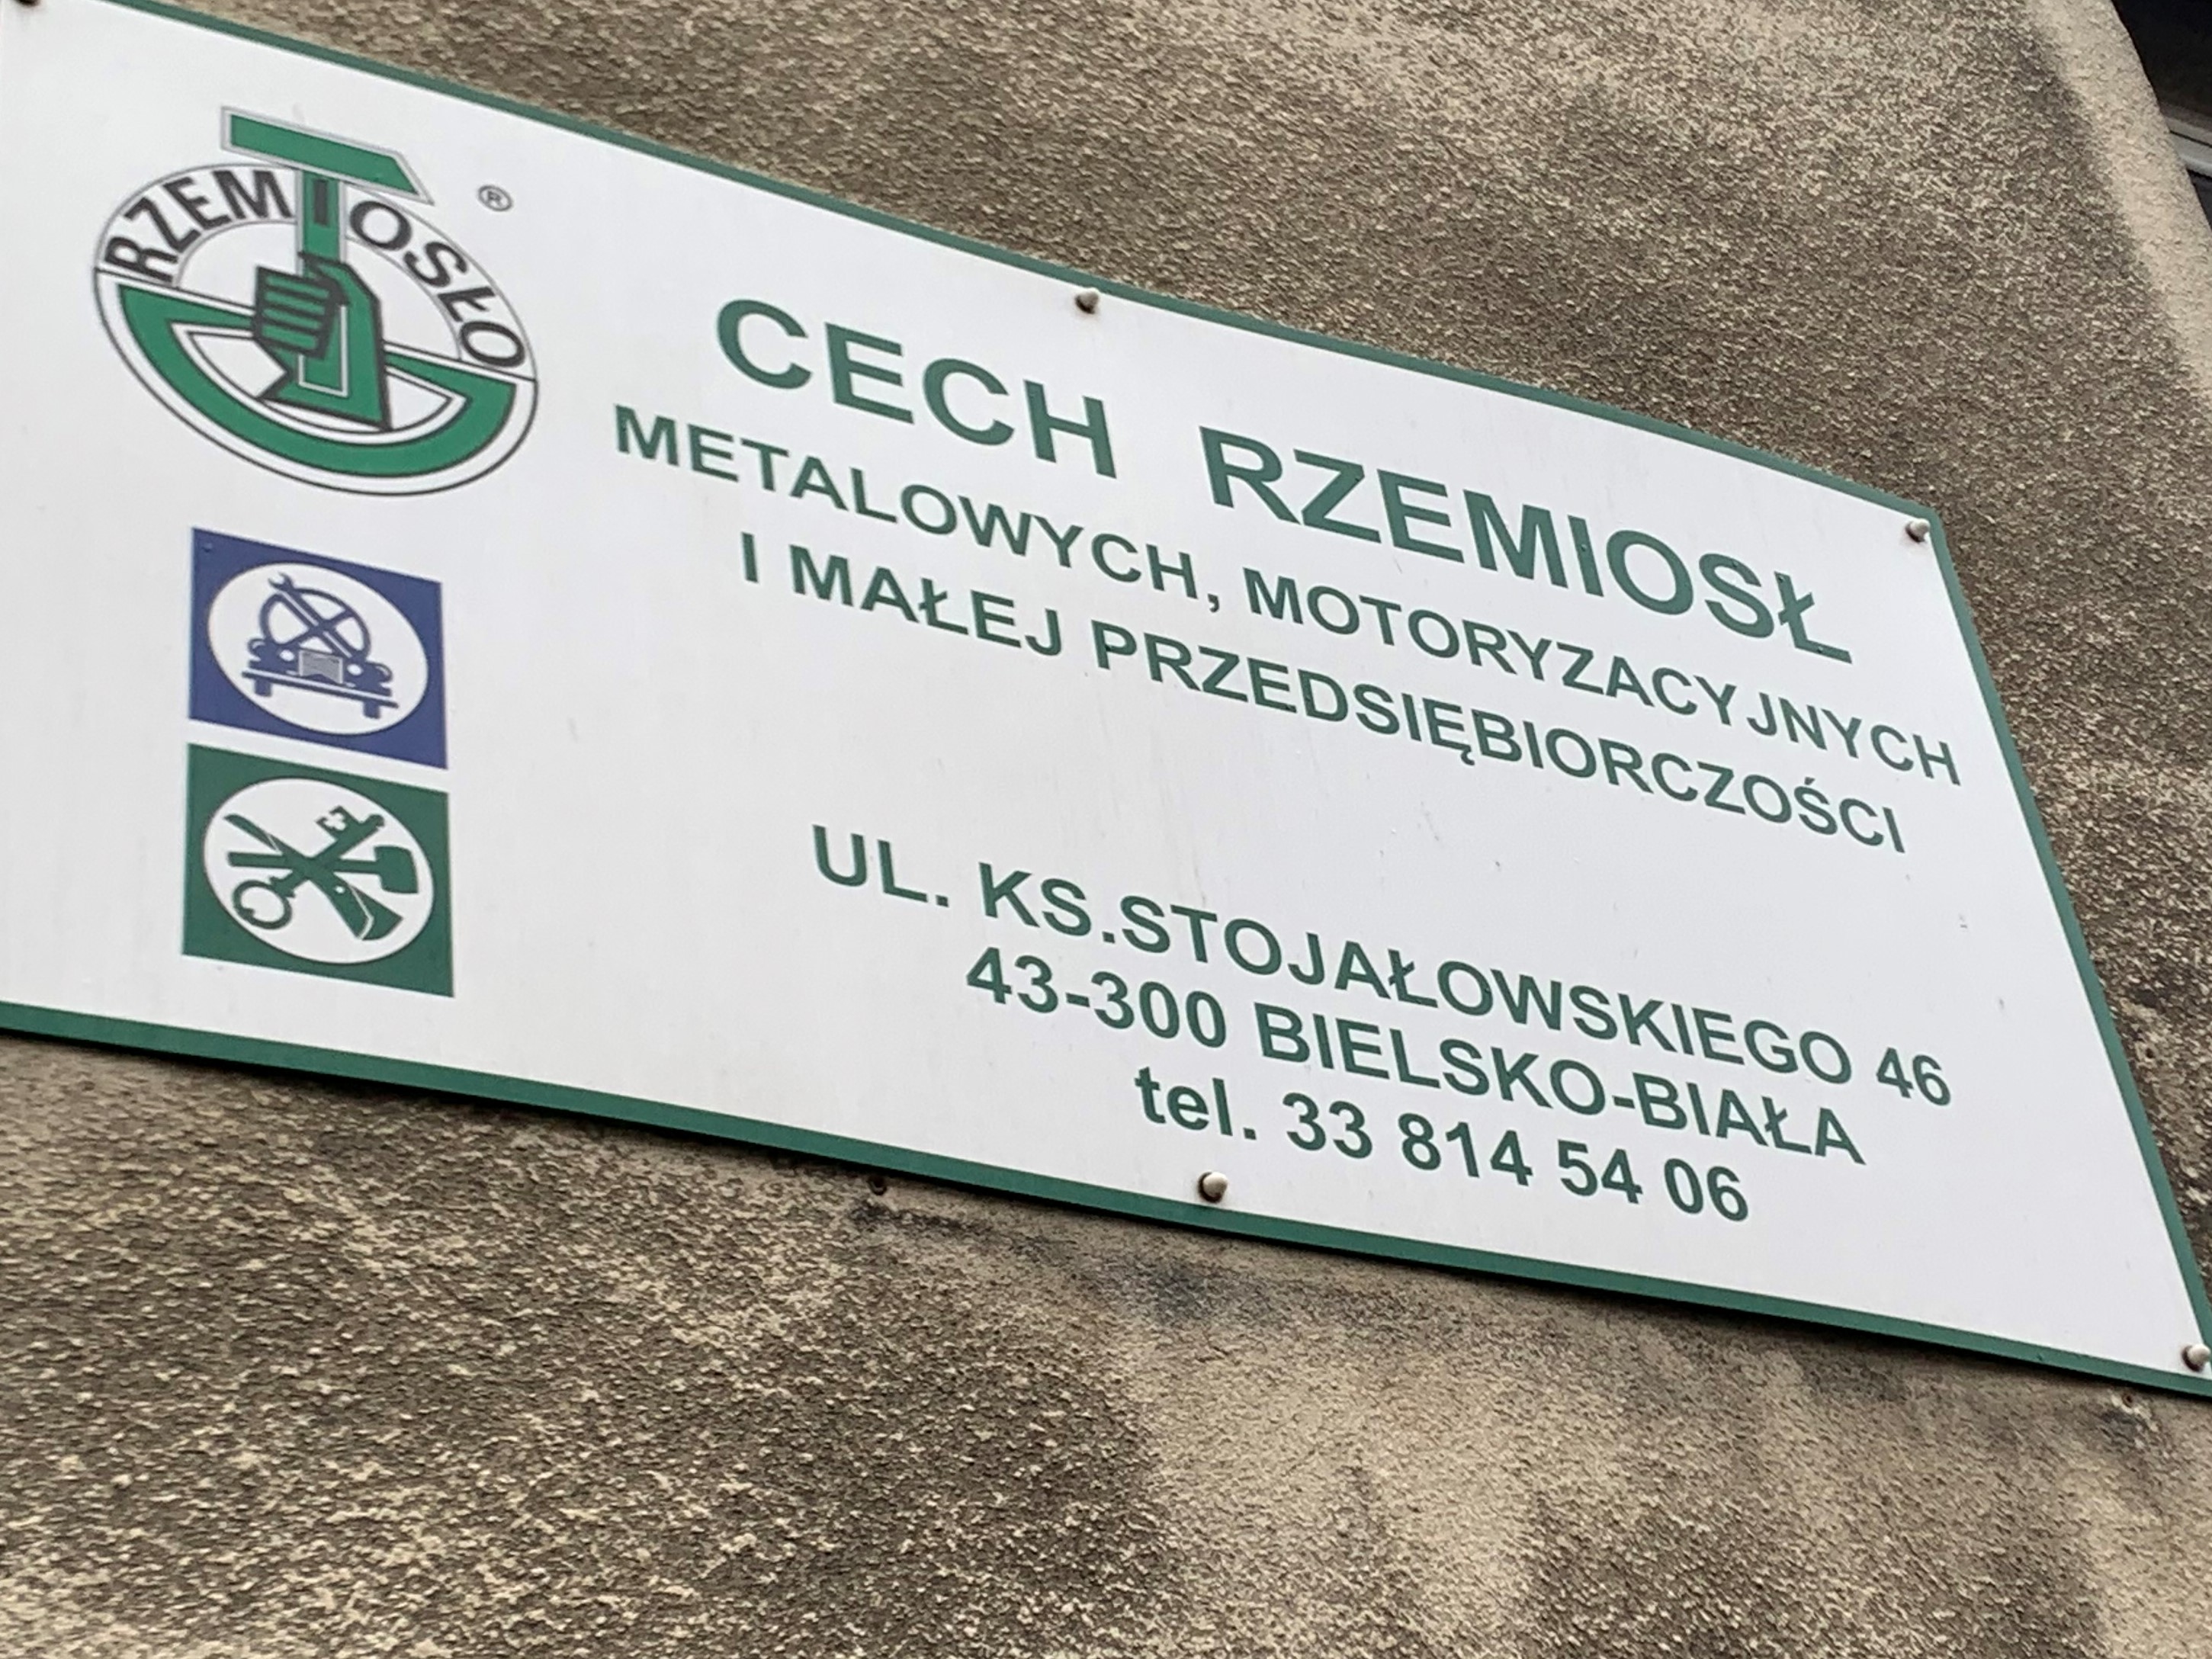 RZEMIOSŁO ®
CECH RZEMIOSŁ
METALOWYCH, MOTORYZACYJNYCH
I MAŁEJ PRZEDSIĘBIORCZOŚCI
UL. KS.STOJAŁOWSKIEGO 46
43-300 BIELSKO-BIAŁA
tel. 33 814 54 06